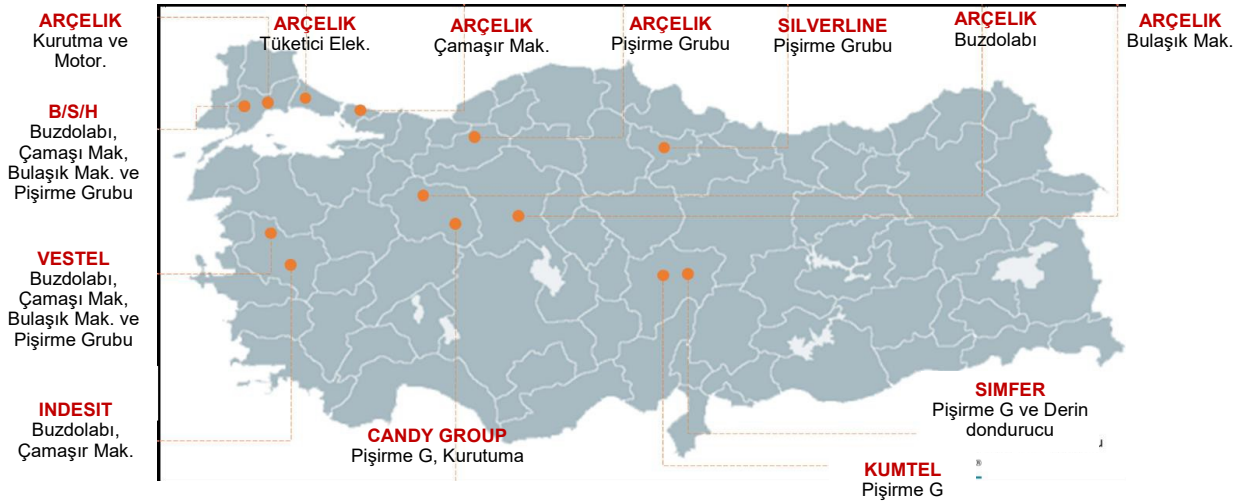 ARÇELIK
Kurutma ve
Motor.
ARÇELIK
Tüketici Elek.
ARÇELIK
Çamaşır Mak.
ARÇELIK
Pişirme Grubu
SILVERLINE
Pişirme Grubu
ARÇELIK
Buzdolabı
ARÇELIK
Bulaşık Mak.
B/S/H
Buzdolabı,
Çamaşı Mak,
Bulaşık Mak. ve
Pişirme Grubu
VESTEL
Buzdolabı,
Çamaşı Mak,
Bulaşık Mak. ve
Pişirme Grubu
INDESIT
Buzdolabı,
Çamaşır Mak.
CANDY GROUP
Pişirme G, Kurutuma
SIMFER
Pişirme G ve Derin
dondurucu
KUMTEL
Pişirme G
®